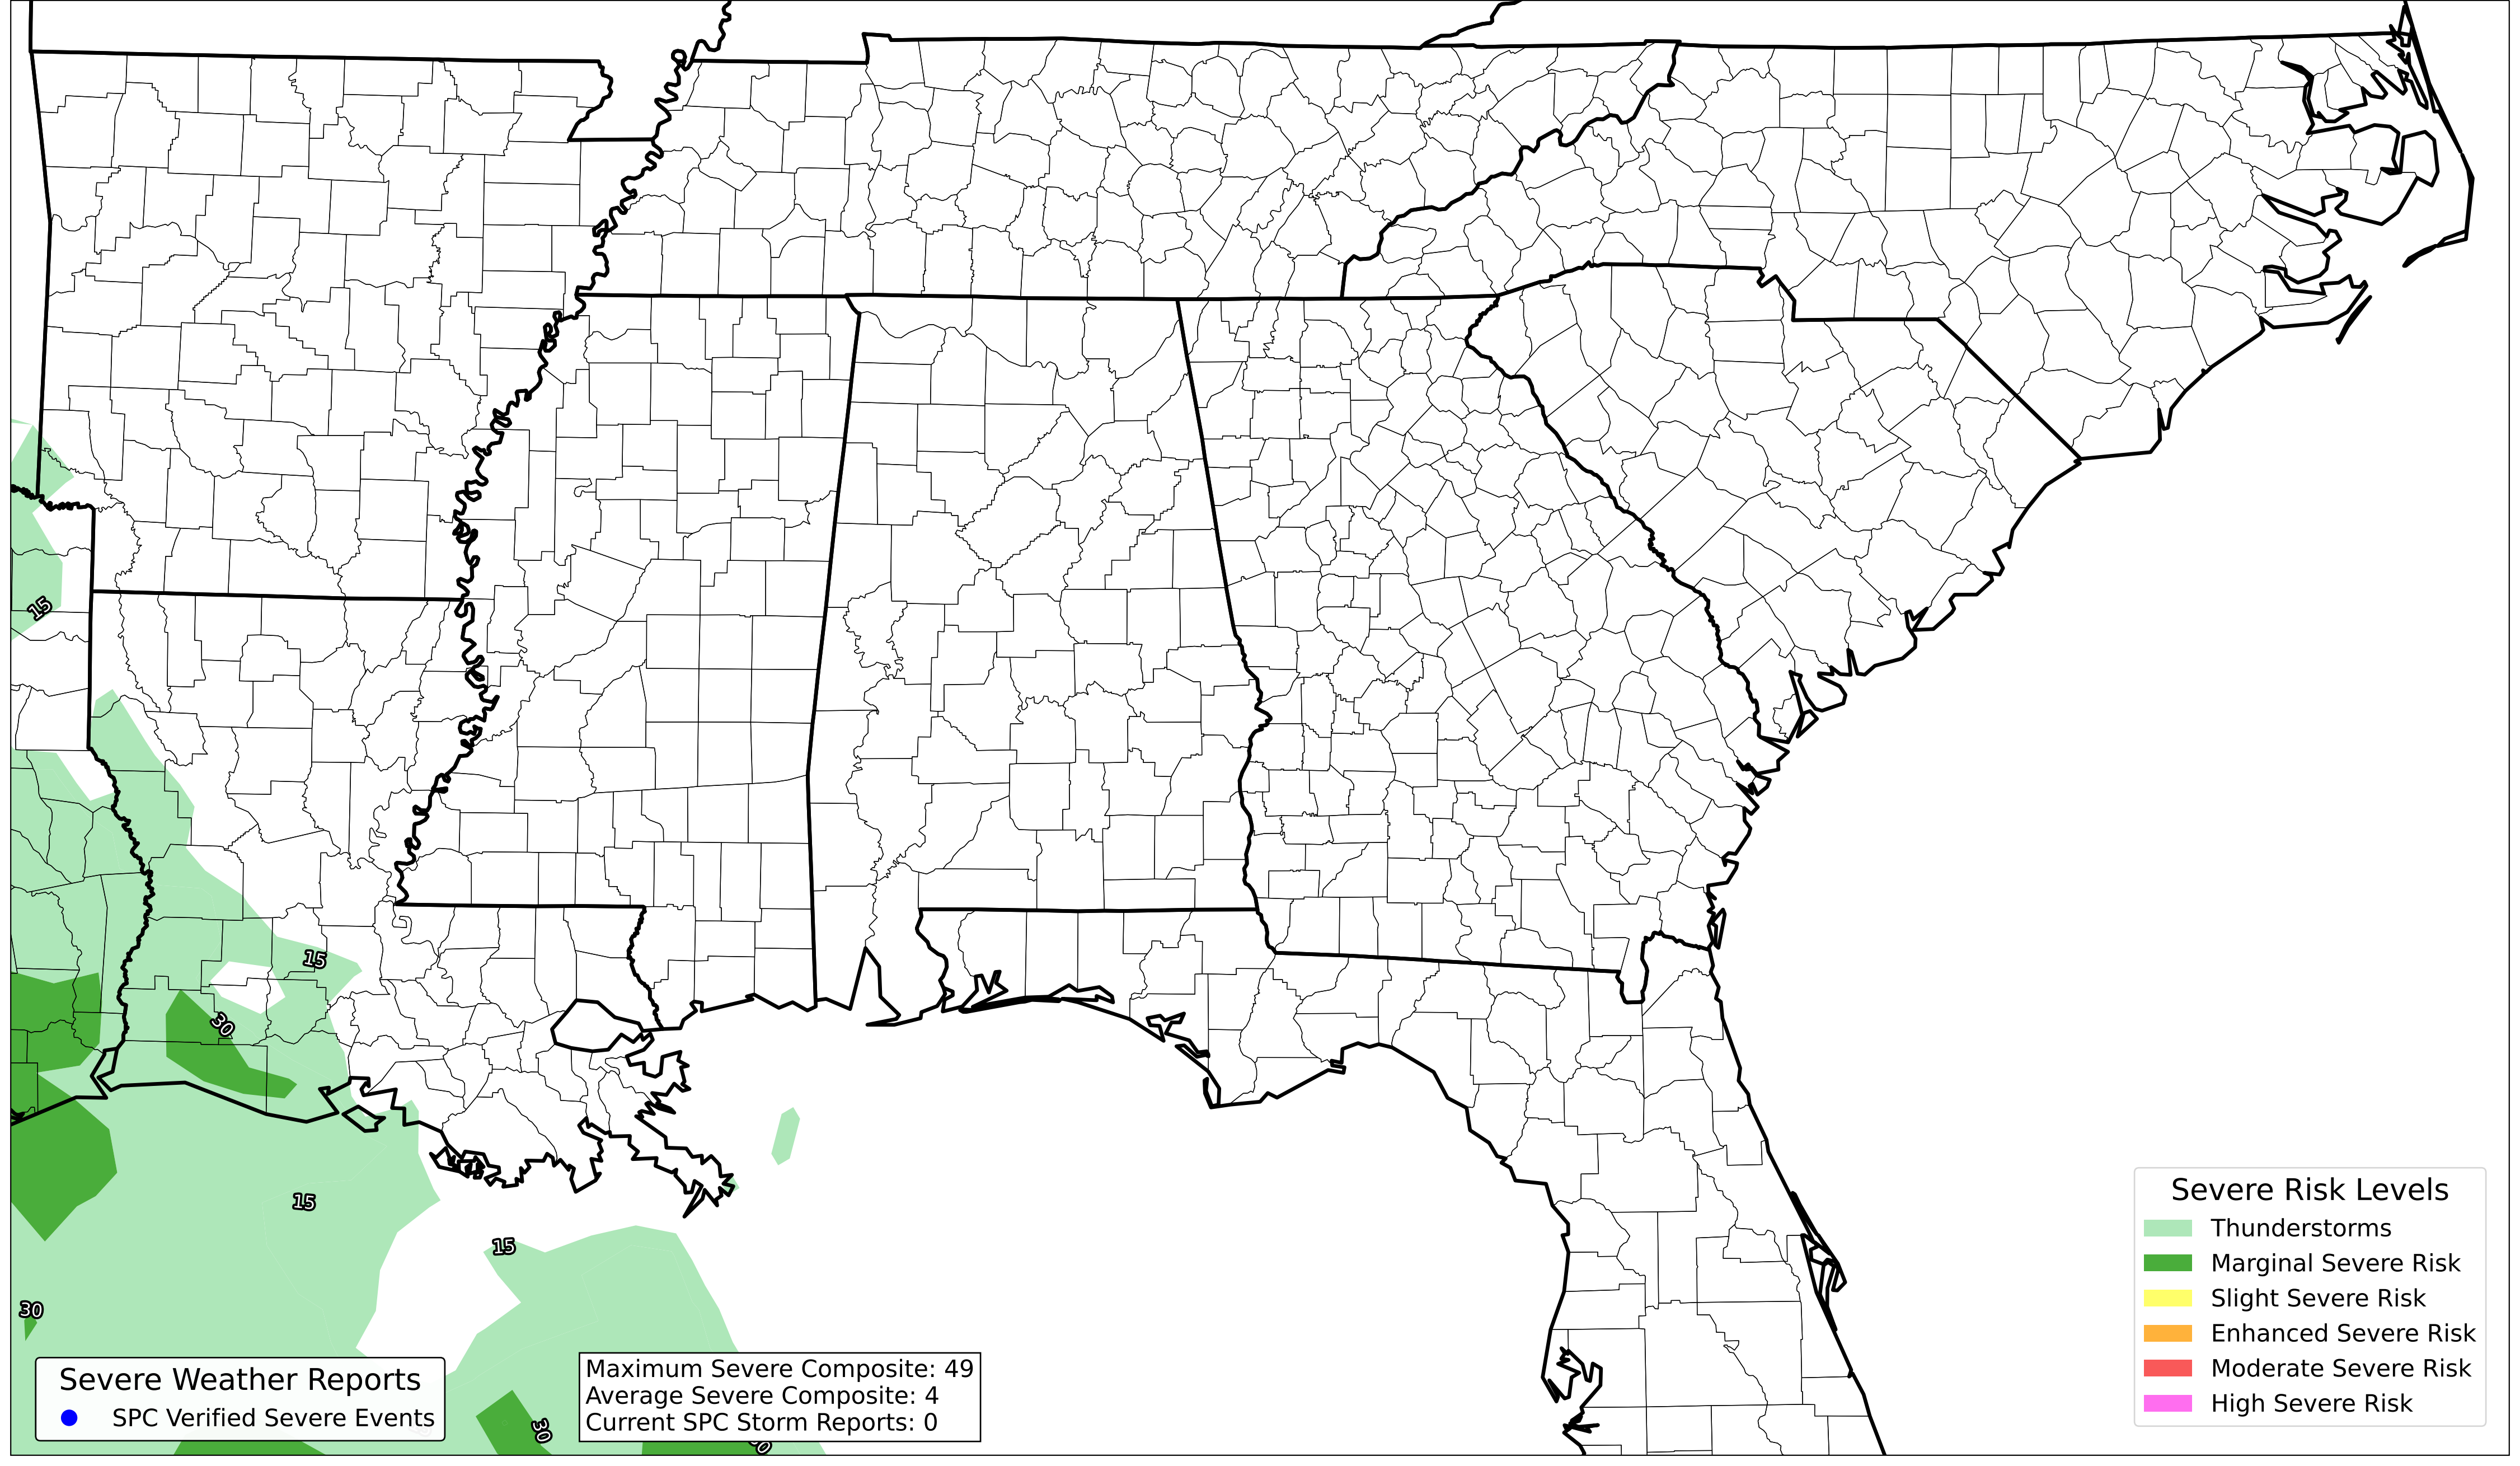 15
15
30
15
15
30
30
Severe Weather Reports
SPC Verified Severe Events
Maximum Severe Composite: 49
Average Severe Composite: 4
Current SPC Storm Reports: 0
Severe Risk Levels
Thunderstorms
Marginal Severe Risk
Slight Severe Risk
Enhanced Severe Risk
Moderate Severe Risk
High Severe Risk